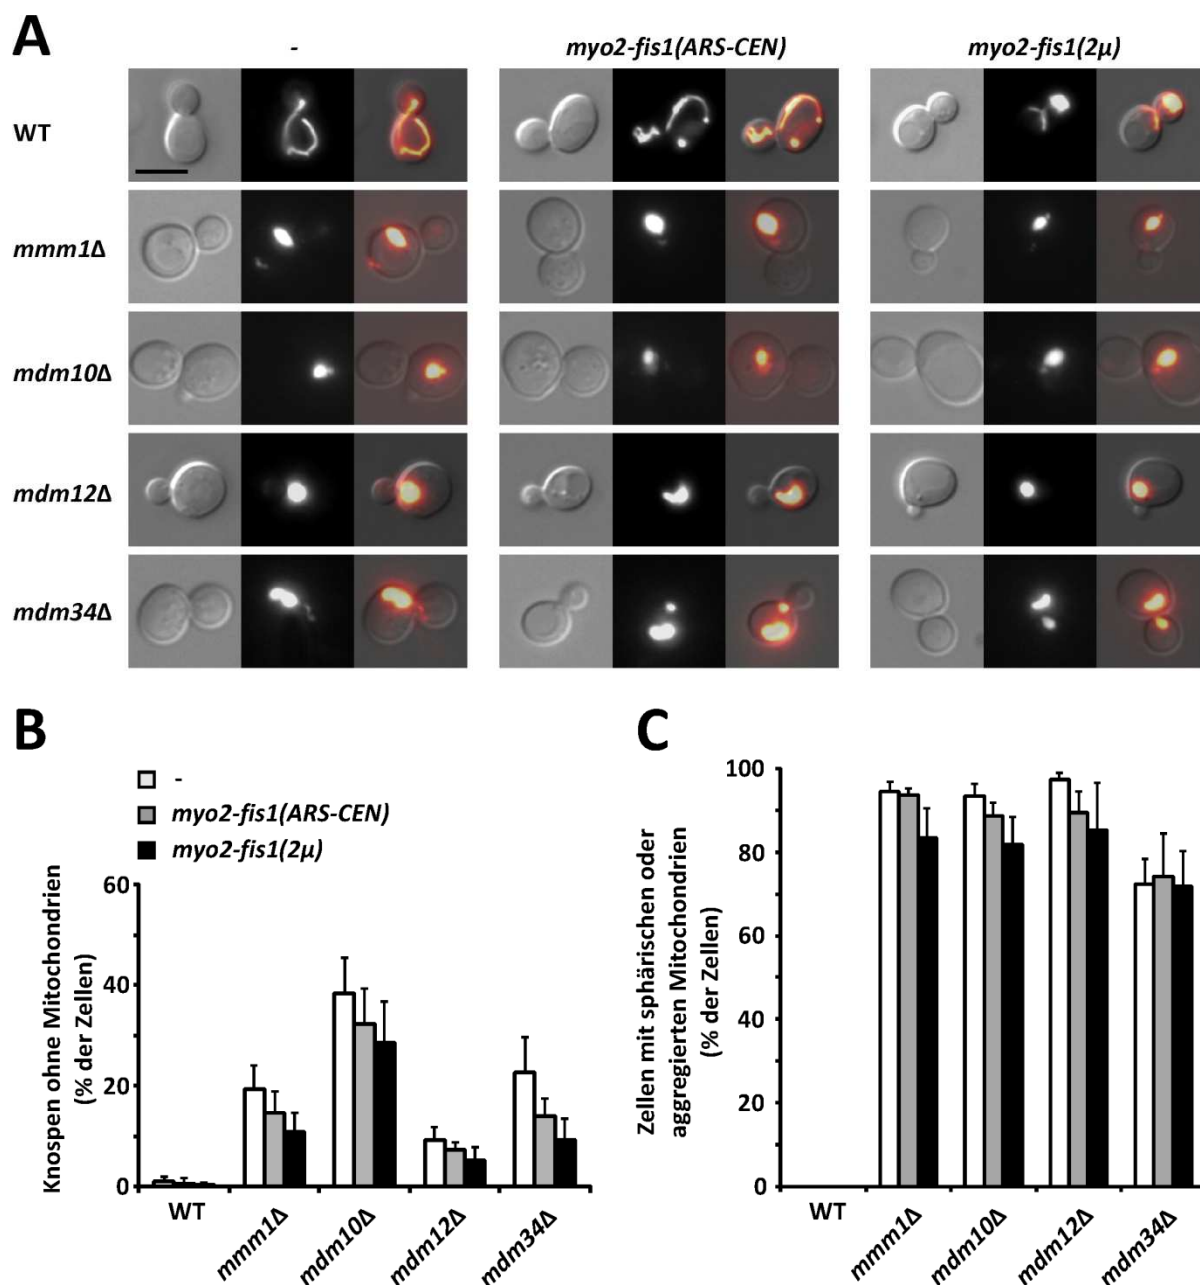 A
-
myo2-fis1(ARS-CEN)
myo2-fis1(2µ)
WT
mmm1Δ
mdm10Δ
mdm12Δ
mdm34Δ
B
-
myo2-fis1(ARS-CEN)
myo2-fis1(2µ)
Knospen ohne Mitochondrien
(% der Zellen)
60
40
20
0
WT
mmm1Δ
mdm10Δ
mdm12Δ
mdm34Δ
C
Zellen mit sphärischen oder
aggregierten Mitochondrien
(% der Zellen)
100
80
60
40
20
0
WT
mmm1Δ
mdm10Δ
mdm12Δ
mdm34Δ